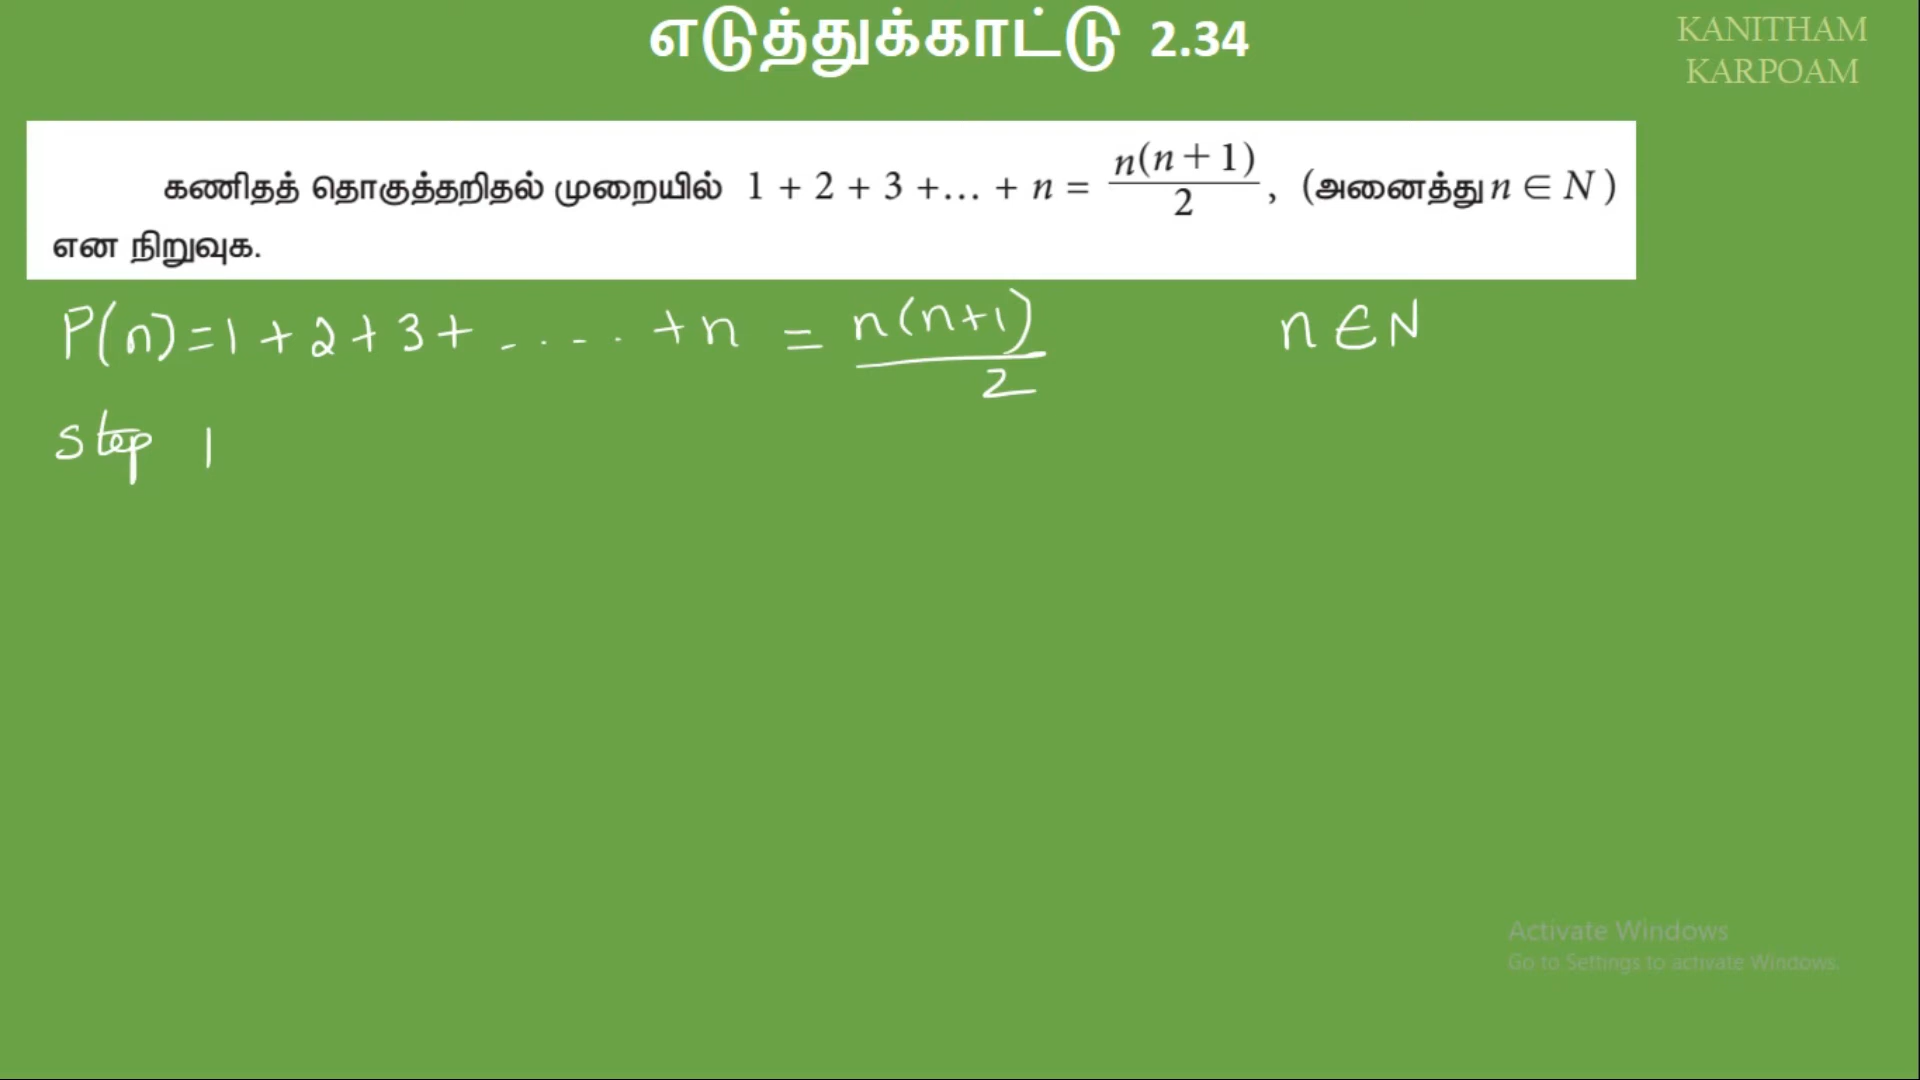 எடுத்துக்காட்டு 2.34
KANITHAM
KARPOAM
கணிதத் தொகுத்தறிதல் முறையில் 1 + 2 + 3 +… + n = n(n+1)/2, (அனைத்து n ∈ N)
என நிறுவுக.
P(n)=1+2+3+ ..... +n = n(n+1)/2 n∈N
Step 1
Activate Windows
Go to Settings to activate Windows.